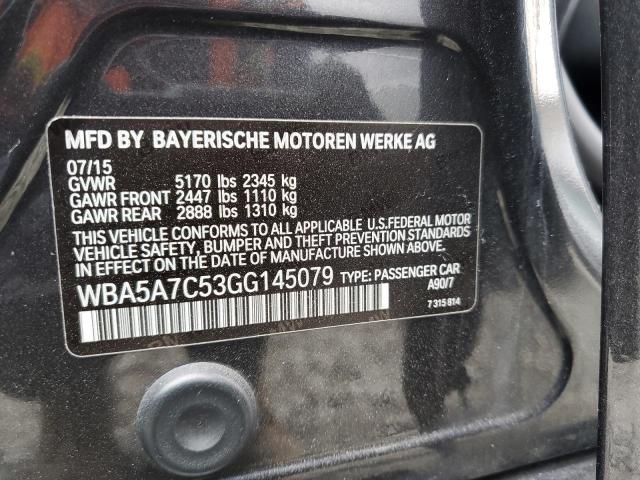 MFD BY BAYERISCHE MOTOREN WERKE AG
07/15
GVWR 5170 lbs 2345 kg
GAWR FRONT 2447 lbs 1110 kg
GAWR REAR 2888 lbs 1310 kg
THIS VEHICLE CONFORMS TO ALL APPLICABLE U.S.FEDERAL MOTOR
VEHICLE SAFETY, BUMPER AND THEFT PREVENTION STANDARDS
IN EFFECT ON THE DATE OF MANUFACTURE SHOWN ABOVE.
WBA5A7C53GG145079 TYPE: PASSENGER CAR
A90/7
7 315 814